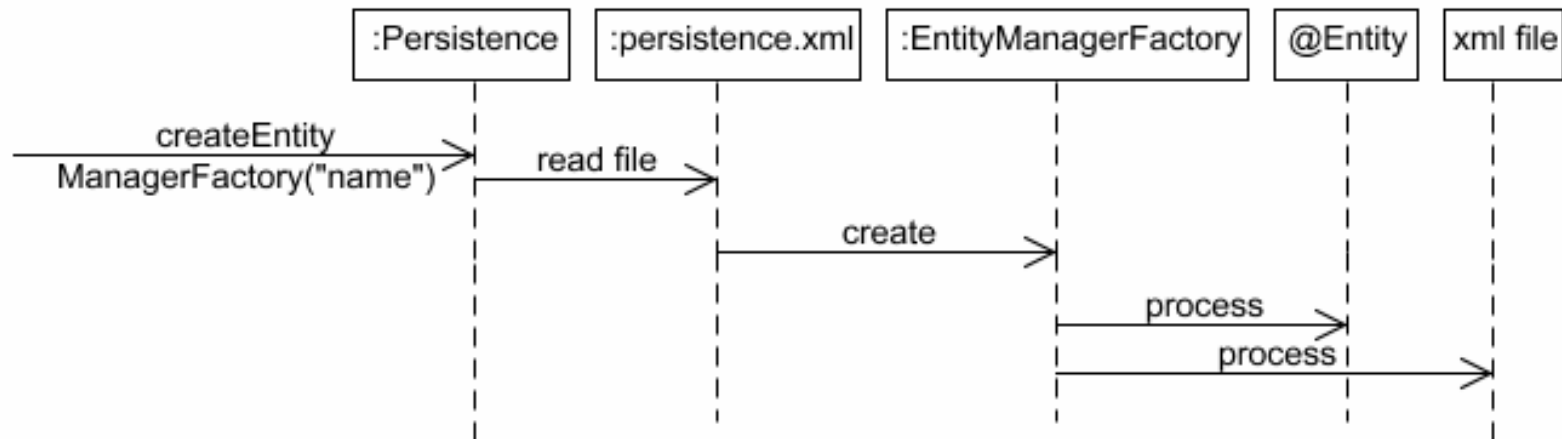 :Persistence
:persistence.xml
:EntityManagerFactory
@Entity
xml file
createEntity
ManagerFactory("name")
read file
create
process
process